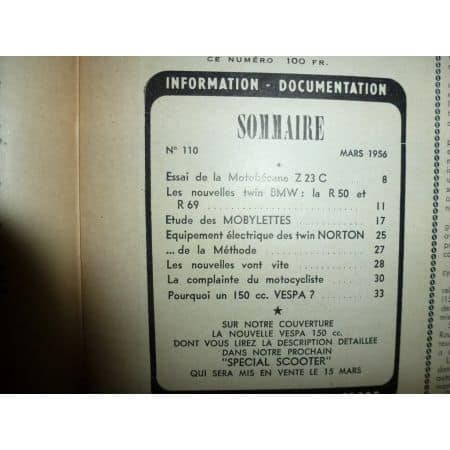 CE NUMÉRO 100 FR.
INFORMATION - DOCUMENTATION
SOMMAIRE
N° 110 MARS 1956
Essai de la Motobécane Z 23 C 8
Les nouvelles twin BMW : la R 50 et
R 69 11
Etude des MOBYLETTES 17
Equipement électrique des twin NORTON 25
... de la Méthode 27
Les nouvelles vont vite 28
La complainte du motocycliste 30
Pourquoi un 150 cc. VESPA ? 33
SUR NOTRE COUVERTURE
LA NOUVELLE VESPA 150 cc.
DONT VOUS LIREZ LA DESCRIPTION DETAILLEE
DANS NOTRE PROCHAIN
"SPECIAL SCOOTER"
QUI SERA MIS EN VENTE LE 15 MARS